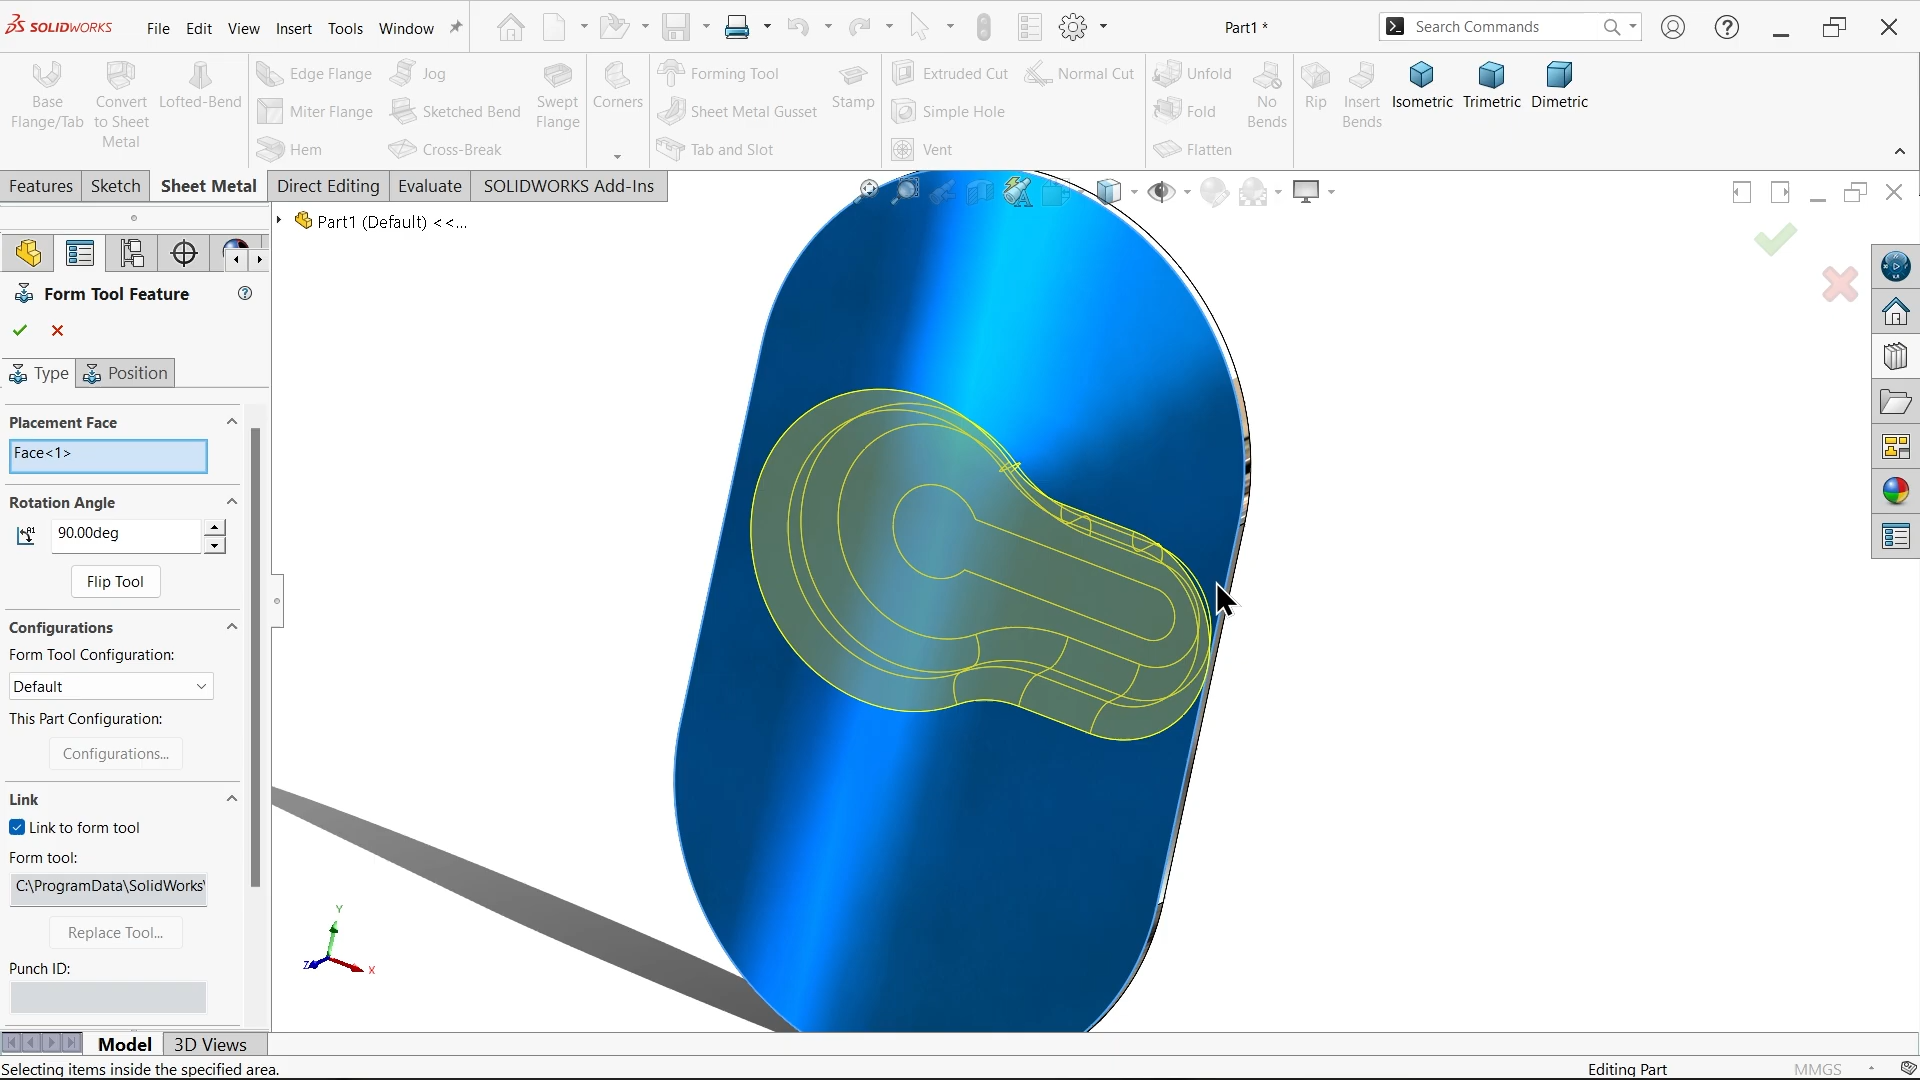 SOLIDWORKS File Edit View Insert Tools Window Part1 * Search Commands
Base Flange/Tab
Convert to Sheet Metal
Lofted-Bend
Edge Flange
Miter Flange
Hem
Jog
Sketched Bend
Cross-Break
Swept Flange
Corners
Forming Tool
Sheet Metal Gusset
Tab and Slot
Stamp
Extruded Cut
Simple Hole
Vent
Normal Cut
Unfold
Fold
Flatten
No Bends
Rip
Insert Bends
Isometric
Trimetric
Dimetric
Features Sketch Sheet Metal Direct Editing Evaluate SOLIDWORKS Add-Ins
Part1 (Default) <<...
Form Tool Feature
Type Position
Placement Face
Face<1>
Rotation Angle
90.00deg
Flip Tool
Configurations
Form Tool Configuration:
Default
This Part Configuration:
Configurations...
Link
Link to form tool
Form tool:
C:\ProgramData\SolidWorks\
Replace Tool...
Punch ID:
Y
Z
X
Model 3D Views
Selecting items inside the specified area. Editing Part MMGS